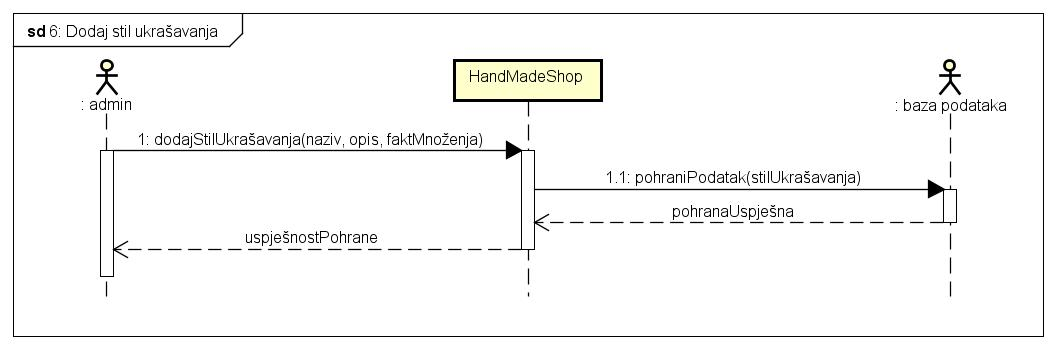 sd 6: Dodaj stil ukrašavanja
: admin
HandMadeShop
: baza podataka
1: dodajStilUkrašavanja(naziv, opis, faktMnoženja)
1.1: pohraniPodatak(stilUkrašavanja)
pohranaUspješna
uspješnostPohrane